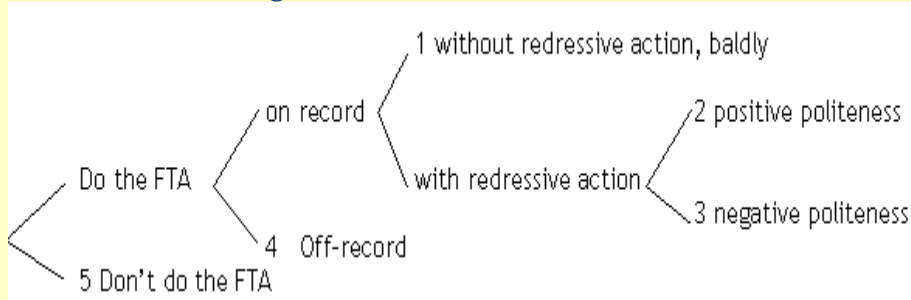 1 without redressive action, baldly
on record
2 positive politeness
Do the FTA
with redressive action
3 negative politeness
4 Off-record
5 Don't do the FTA